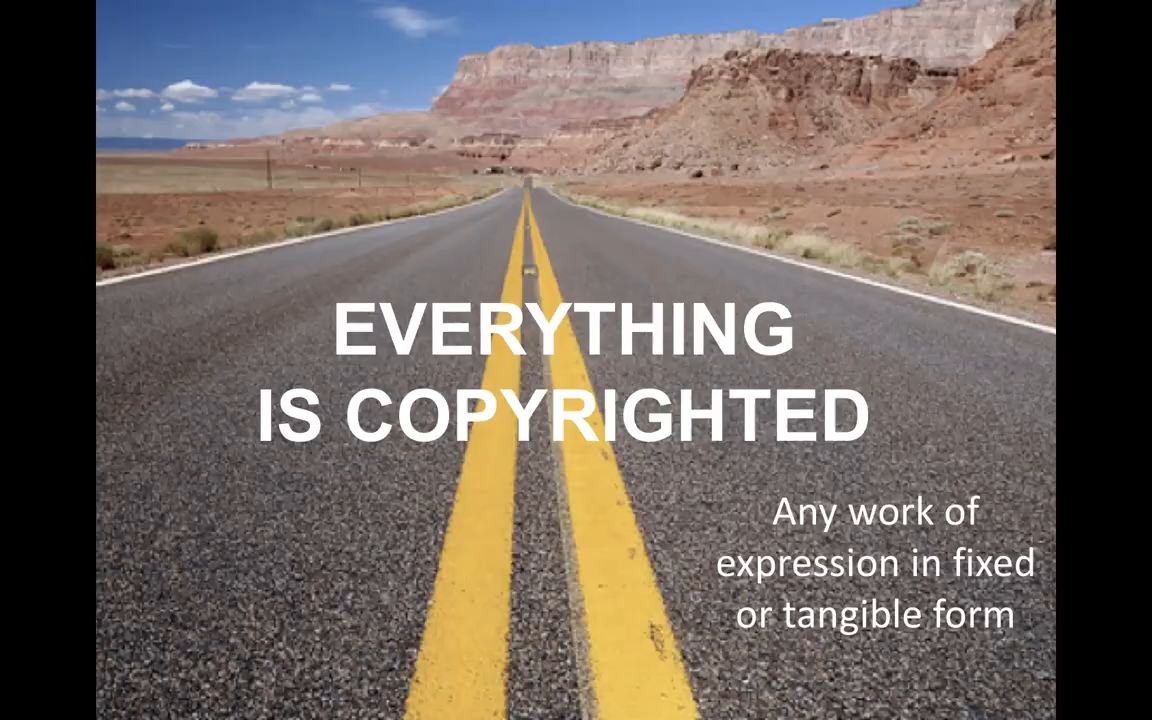 EVERYTHING
IS COPYRIGHTED
Any work of
expression in fixed
or tangible form